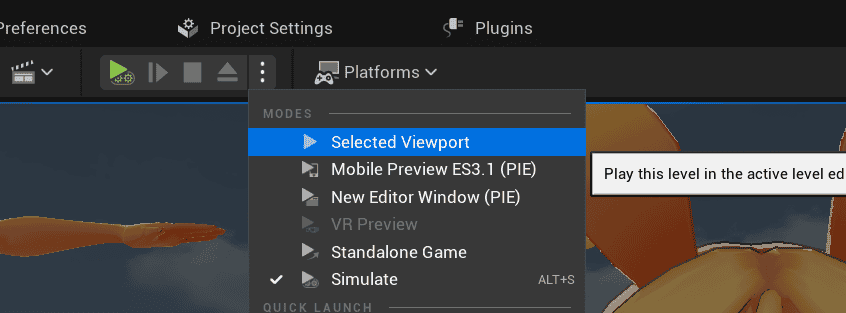 Preferences
Project Settings
Plugins
Platforms
MODES
Selected Viewport
Play this level in the active level ed
Mobile Preview ES3.1 (PIE)
New Editor Window (PIE)
VR Preview
Standalone Game
Simulate ALT+S
QUICK LAUNCH